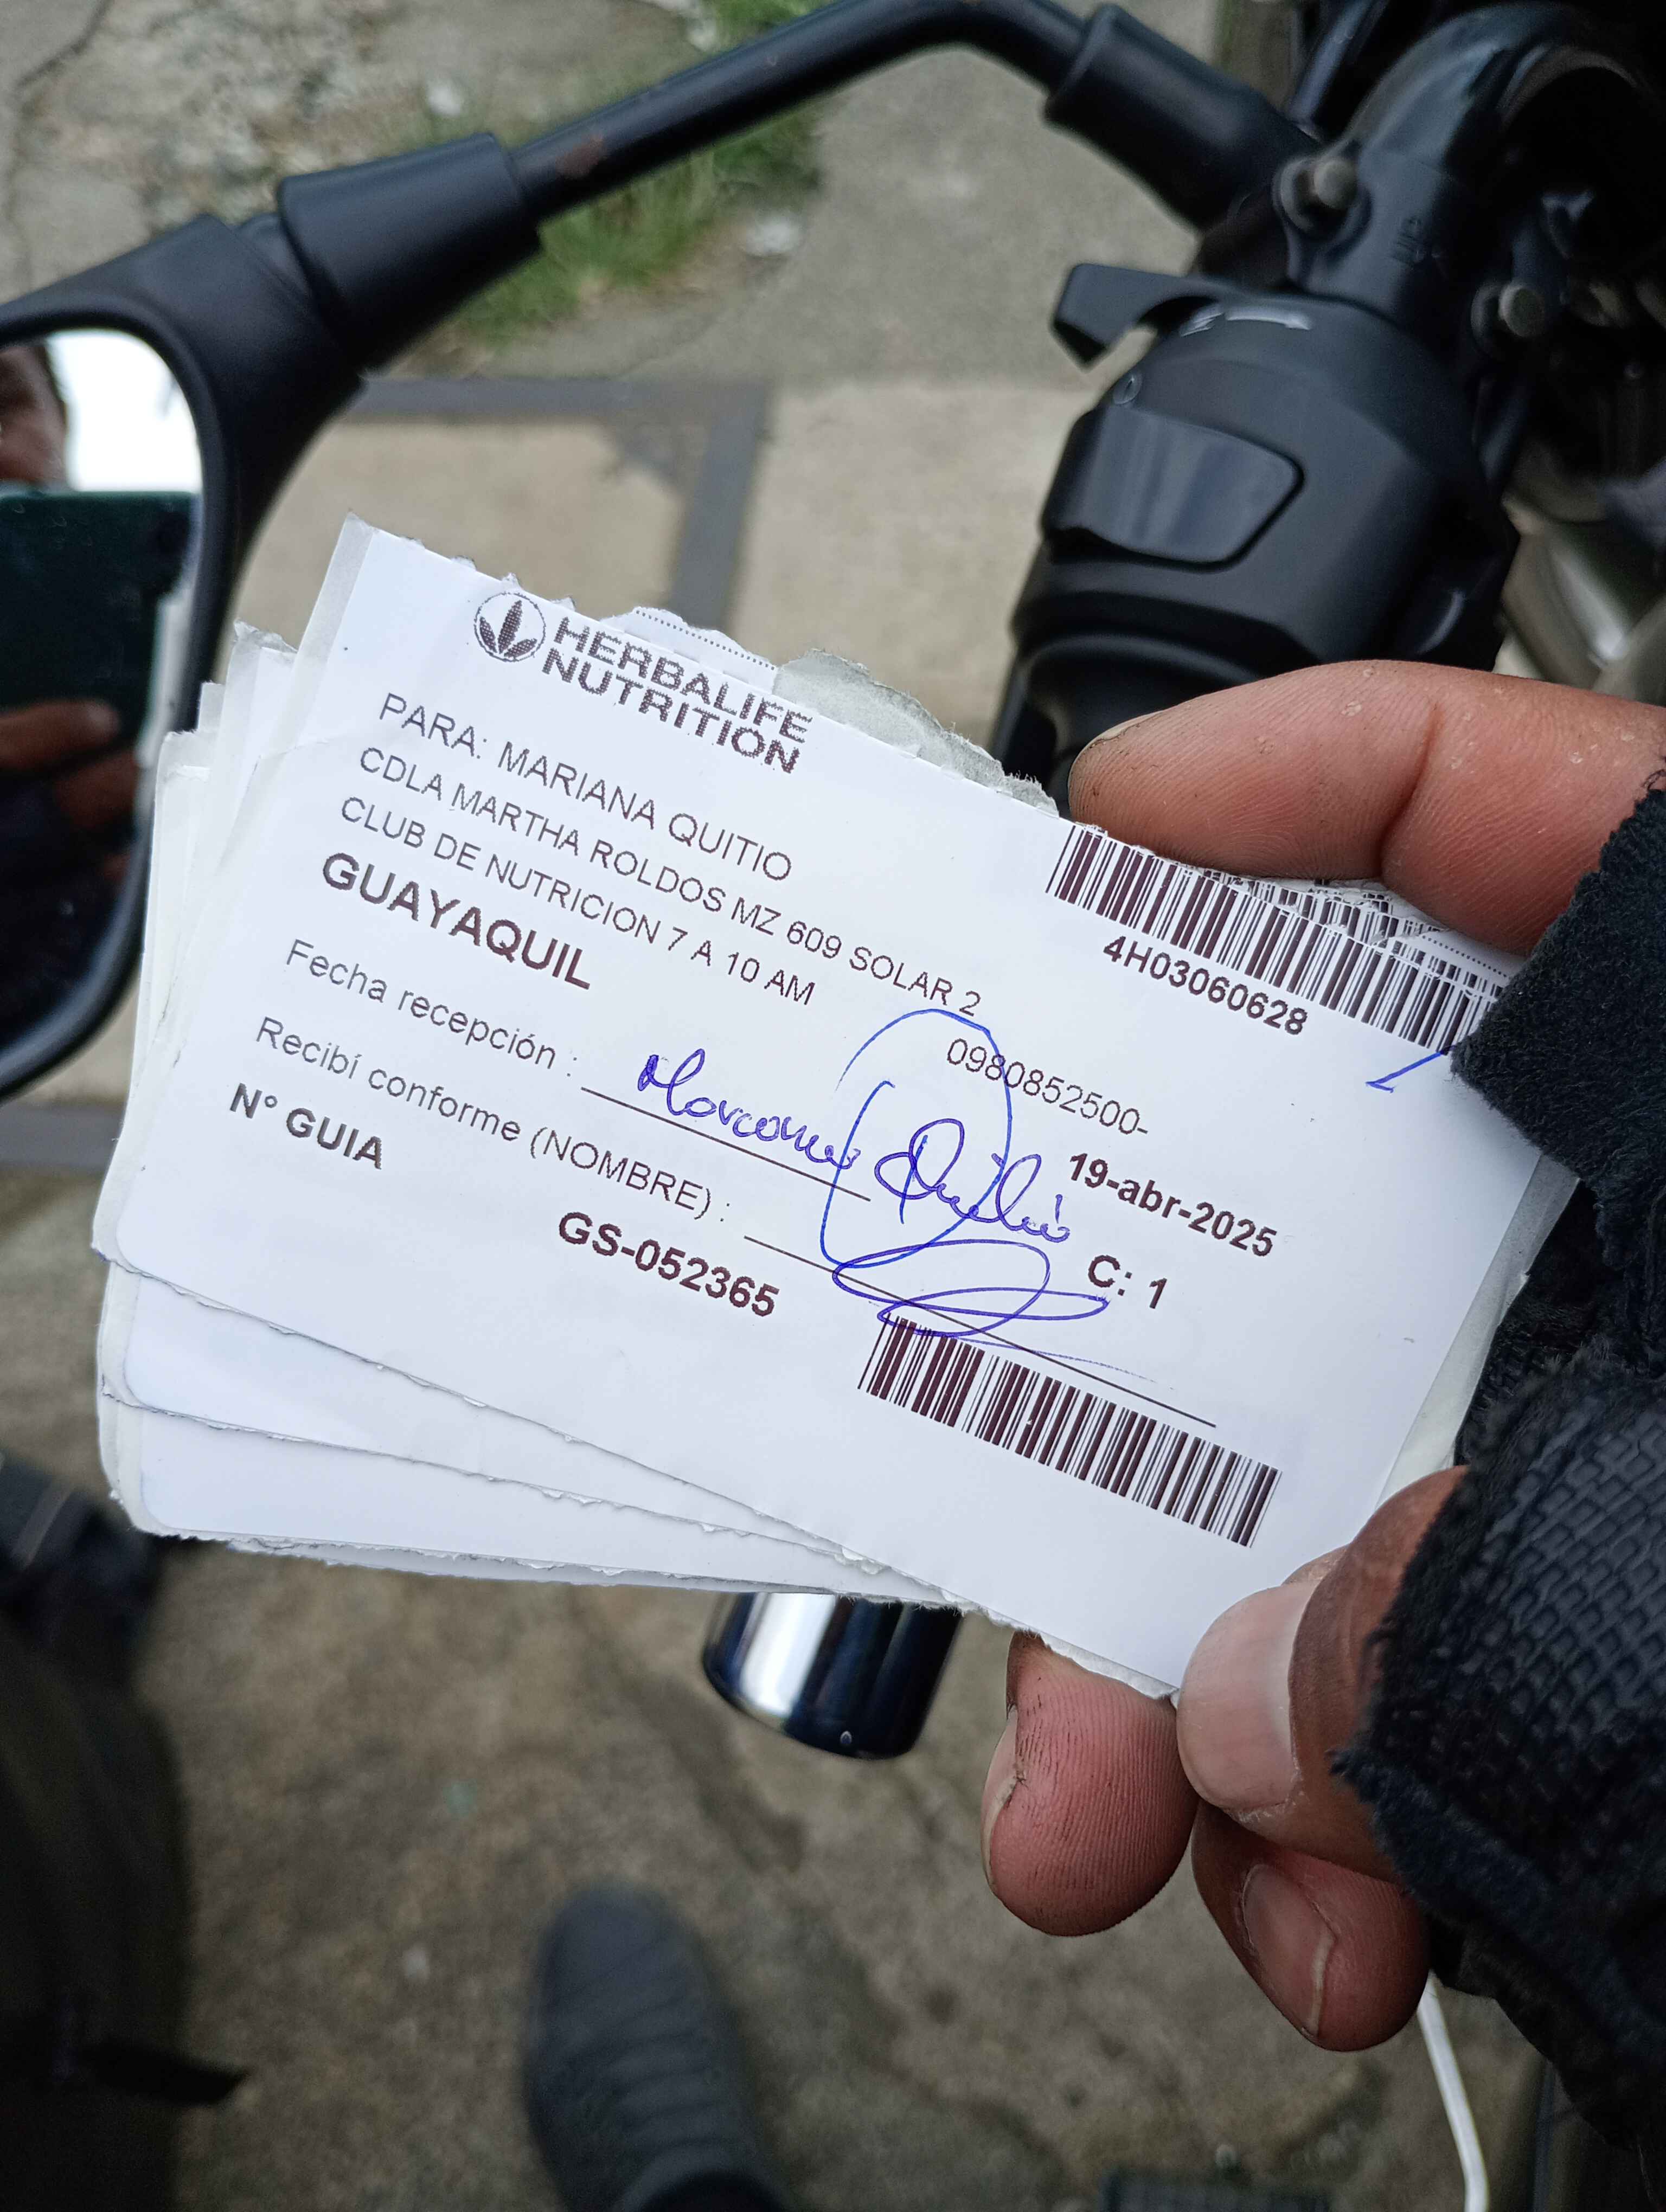 HERBALIFE
NUTRITION
PARA: MARIANA QUITIO
CDLA MARTHA ROLDOS MZ 609 SOLAR 2
CLUB DE NUTRICION 7 A 10 AM
GUAYAQUIL
4H03060628
0980852500-
Fecha recepción :
19-abr-2025
Recibí conforme (NOMBRE) :
C: 1
N° GUIA
GS-052365